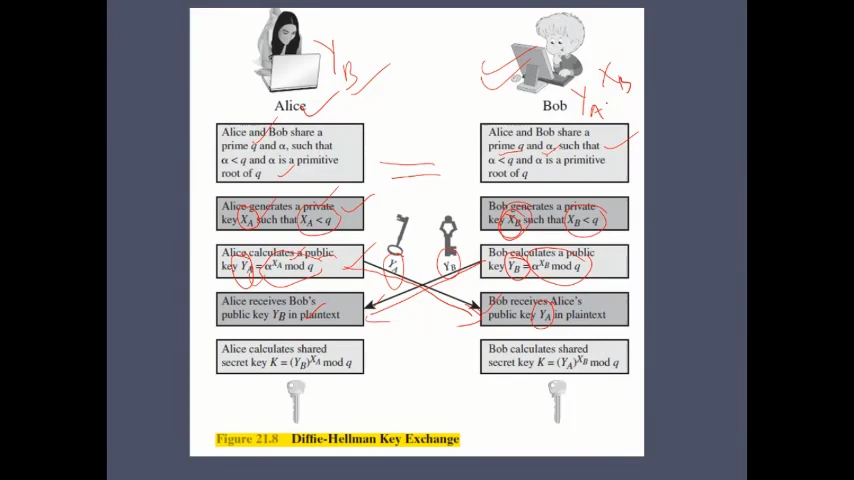 Y
B
X
B
Y
A
Alice
Bob
Alice and Bob share a
prime q and α, such that
α < q and α is a primitive
root of q
Alice and Bob share a
prime q and α, such that
α < q and α is a primitive
root of q
Alice generates a private
key XA such that XA < q
Bob generates a private
key XB such that XB < q
Alice calculates a public
key YA = α^XA mod q
YA
YB
Bob calculates a public
key YB = α^XB mod q
Alice receives Bob's
public key YB in plaintext
Bob receives Alice's
public key YA in plaintext
Alice calculates shared
secret key K = (YB)^XA mod q
Bob calculates shared
secret key K = (YA)^XB mod q
Figure 21.8 Diffie-Hellman Key Exchange